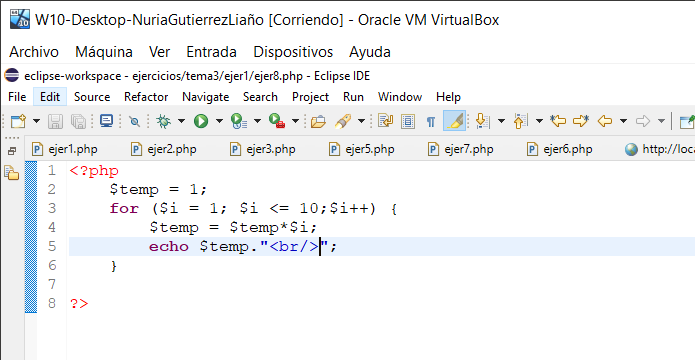 W10-Desktop-NuriaGutierrezLiaño [Corriendo] - Oracle VM VirtualBox
Archivo Máquina Ver Entrada Dispositivos Ayuda
eclipse-workspace - ejercicios/tema3/ejer1/ejer8.php - Eclipse IDE
File Edit Source Refactor Navigate Search Project Run Window Help
ejer1.php ejer2.php ejer3.php ejer5.php ejer7.php ejer6.php http://loca
1 <?php
2 $temp = 1;
3 for ($i = 1; $i <= 10;$i++) {
4 $temp = $temp*$i;
5 echo $temp."<br/>";
6 }
7
8 ?>